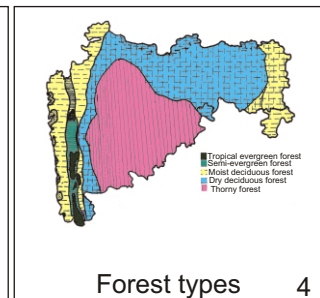 Tropical evergreen forest
Semi-evergreen forest
Moist deciduous forest
Dry deciduous forest
Thorny forest
Forest types 4